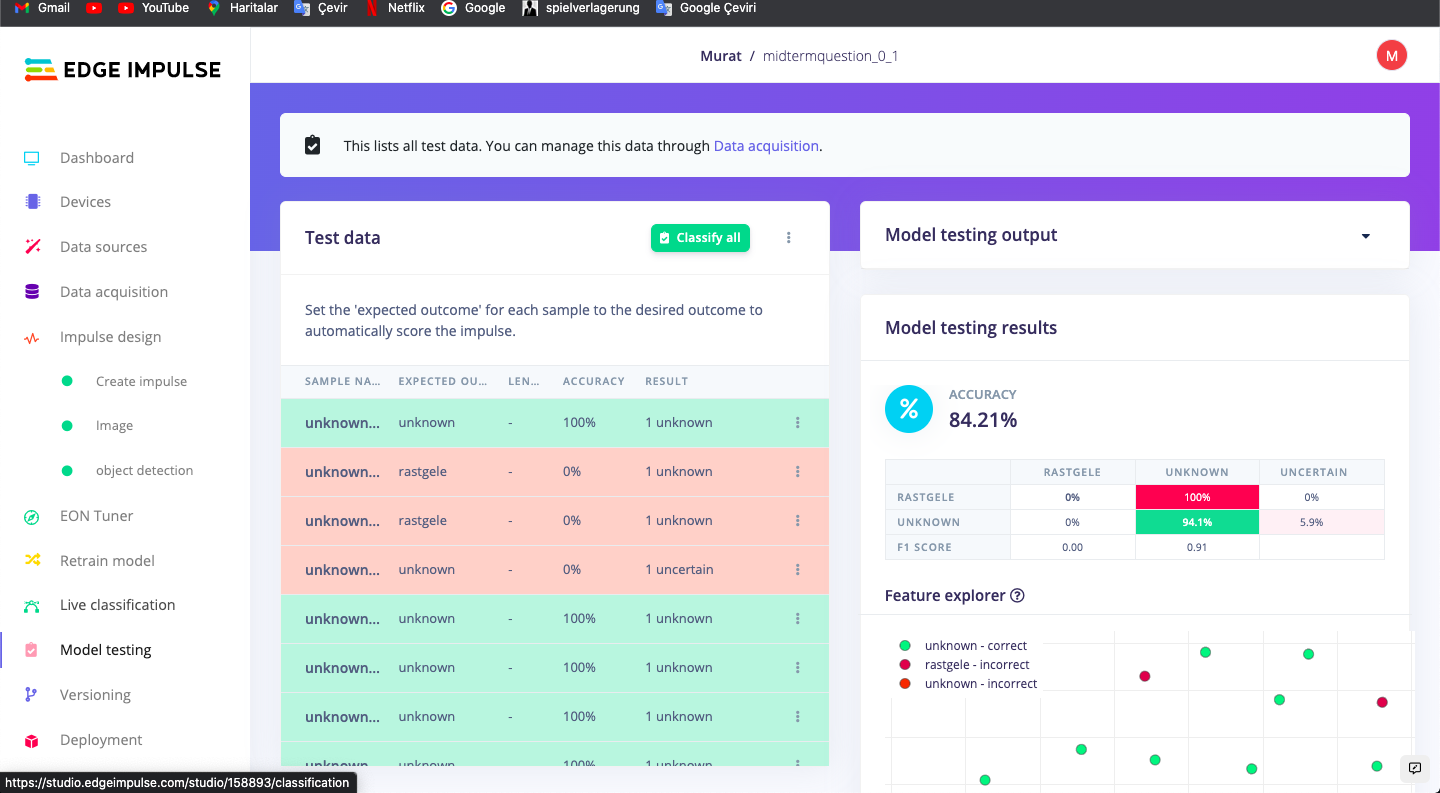 Gmail YouTube Haritalar Çevir Netflix Google spielverlagerung Google Çeviri
EDGE IMPULSE
Murat / midtermquestion_0_1
M
Dashboard
Devices
Data sources
Data acquisition
Impulse design
Create impulse
Image
object detection
EON Tuner
Retrain model
Live classification
Model testing
Versioning
Deployment
https://studio.edgeimpulse.com/studio/158893/classification
This lists all test data. You can manage this data through Data acquisition.
Test data
Classify all
Set the 'expected outcome' for each sample to the desired outcome to
automatically score the impulse.
SAMPLE NA... EXPECTED OU... LEN... ACCURACY RESULT
unknown... unknown - 100% 1 unknown
unknown... rastgele - 0% 1 unknown
unknown... rastgele - 0% 1 unknown
unknown... unknown - 0% 1 uncertain
unknown... unknown - 100% 1 unknown
unknown... unknown - 100% 1 unknown
unknown... unknown - 100% 1 unknown
unknown... unknown - 100% 1 unknown
Model testing output
Model testing results
%
ACCURACY
84.21%
RASTGELE UNKNOWN UNCERTAIN
RASTGELE 0% 100% 0%
UNKNOWN 0% 94.1% 5.9%
F1 SCORE 0.00 0.91
Feature explorer ?
unknown - correct
rastgele - incorrect
unknown - incorrect